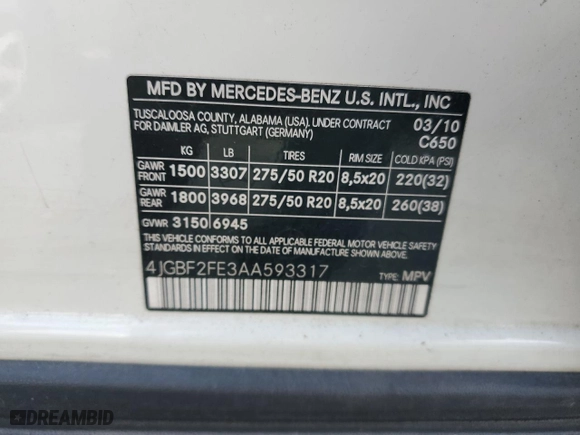 MFD BY MERCEDES-BENZ U.S. INTL., INC
TUSCALOOSA COUNTY, ALABAMA (USA), UNDER CONTRACT 03/10
FOR DAIMLER AG, STUTTGART (GERMANY) C650
KG LB TIRES RIM SIZE COLD KPA (PSI)
GAWR FRONT 1500 3307 275/50 R20 8,5x20 220(32)
GAWR REAR 1800 3968 275/50 R20 8,5x20 260(38)
GVWR 3150 6945
THIS VEHICLE CONFORMS TO ALL APPLICABLE FEDERAL MOTOR VEHICLE SAFETY
STANDARDS IN EFFECT ON THE DATE OF MANUFACTURE SHOWN ABOVE.
4JGBF2FE3AA593317 TYPE: MPV
DREAMBID